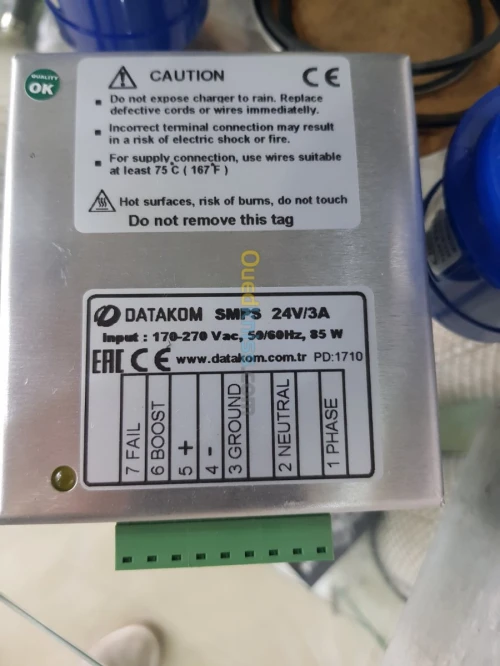 QUALITY
OK
CAUTION CE
Do not expose charger to rain. Replace
defective cords or wires immediatelly.
Incorrect terminal connection may result
in a risk of electric shock or fire.
For supply connection, use wires suitable
at least 75°C ( 167°F )
Hot surfaces, risk of burns, do not touch
Do not remove this tag
DATAKOM SMPS 24V/3A
Input : 170-270 Vac, 50/60Hz, 85 W
EAC CE www.datakom.com.tr PD:1710
7 FAIL
6 BOOST
5 +
4 -
3 GROUND
2 NEUTRAL
1 PHASE